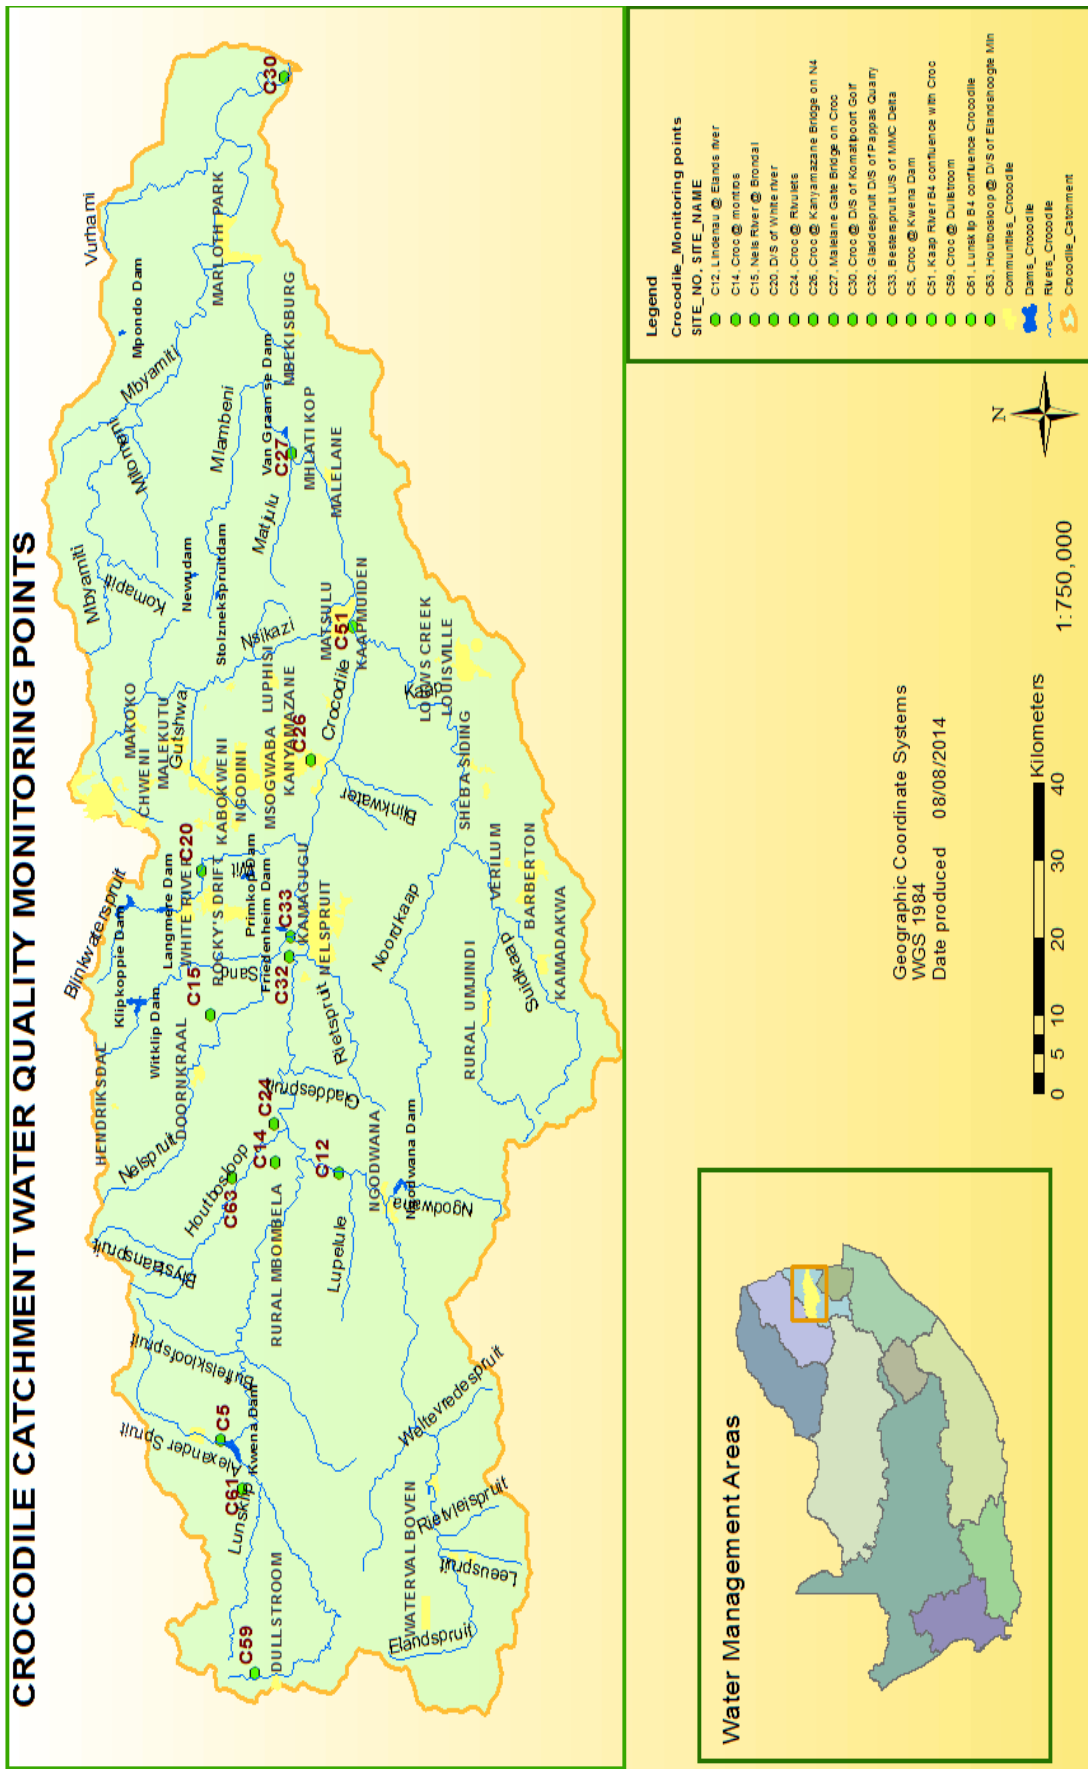 CROCODILE CATCHMENT WATER QUALITY MONITORING POINTS
Vurhami
Blinkwaterspruit
Klipkoppie Dam
Langmere Dam
Witklip Dam
HENDRIKSDAL
DOORNKRAAL
Nelspruit
C15
WHITE RIVER
C20
ROCKY'S DRIFT
Sand
Wit
Primkop Dam
Friedenheim Dam
MAKOKO
CHWENI
MALEKUTU
Gutshwa
KABOKWENI
NGODINI
MSOGWABA
LUPHISI
KANYAMAZANE
C26
Crocodile
Mbyamiti
Komapiti
Newudam
Stolznekspruitdam
Nsikazi
Mitomeni
Mbyamiti
Mpondo Dam
Mlambeni
Matjulu
Van Graan se Dam
C27
MHLATI KOP
MBEKISBURG
MALELANE
MARLOTH PARK
C30
MATSULU
C51
KAAPMUIDEN
LOUWS CREEK
LOUISVILLE
Kaap
SHEBA SIDING
Blinkwater
Noordkaap
VERILUM
BARBERTON
KAMADAKWA
Suidkaap
RURAL UMJINDI
C32
C33
KAMAGUGU
NELSPRUIT
Rietspruit
Gladdespruit
C24
C14
C63
Houtbosloop
Blystaanspruit
RURAL MBOMBELA
C12
Lupelule
NGODWANA
Ngodwana Dam
Ngodwana
Buffelskloofspruit
Alexander Spruit
C5
Kwena Dam
C61
Lunsklip
C59
DULLSTROOM
WATERVAL BOVEN
Elandspruit
Leeuspruit
Rietvleispruit
Weltevredespruit
Legend
Crocodile_Monitoring points
SITE_NO, SITE_NAME
C12, Lindenau @ Elands river
C14, Croc @ montros
C15, Nels River @ Brondal
C20, D/S of White river
C24, Croc @ Rivulets
C26, Croc @ Kanyamazane Bridge on N4
C27, Malelane Gate Bridge on Croc
C30, Croc @ D/S of Komatipoort Golf
C32, Gladdespruit D/S of Pappas Quarry
C33, Besterspruit U/S of MMC Delta
C5, Croc @ Kwena Dam
C51, Kaap River B4 confluence with Croc
C59, Croc @ Dullstroom
C61, Lunsklip B4 confluence Crocodile
C63, Houtbosloop @ D/S of Elandshoogte Min
Communities_Crocodile
Dams_Crocodile
Rivers_Crocodile
Crocodile_Catchment
Water Management Areas
Geographic Coordinate Systems
WGS 1984
Date produced 08/08/2014
0 5 10 20 30 40
Kilometers
1:750,000
N